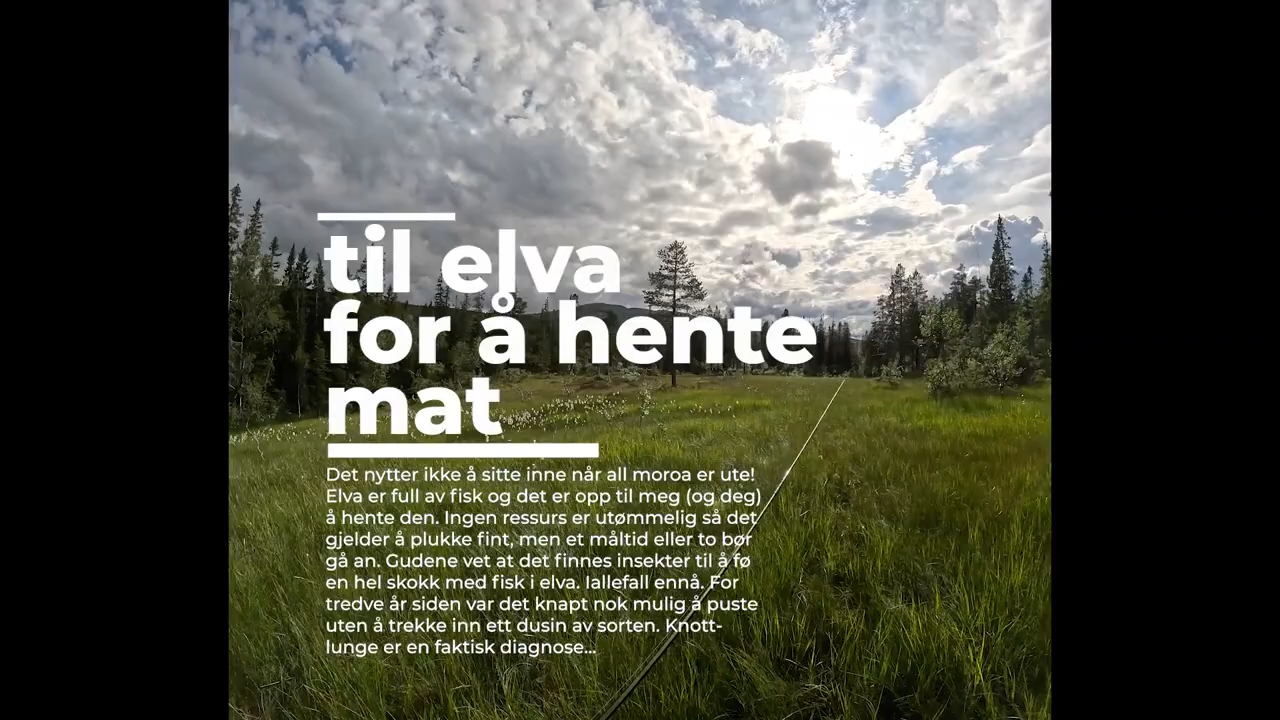 til elva
for å hente
mat
Det nytter ikke å sitte inne når all moroa er ute!
Elva er full av fisk og det er opp til meg (og deg)
å hente den. Ingen ressurs er utømmelig så det
gjelder å plukke fint, men et måltid eller to bør
gå an. Gudene vet at det finnes insekter til å fø
en hel skokk med fisk i elva. Iallefall ennå. For
tredve år siden var det knapt nok mulig å puste
uten å trekke inn ett dusin av sorten. Knott-
lunge er en faktisk diagnose...